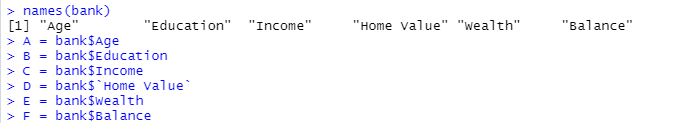 > names(bank)
[1] "Age"        "Education"  "Income"     "Home Value" "Wealth"     "Balance"
> A = bank$Age
> B = bank$Education
> C = bank$Income
> D = bank$`Home Value`
> E = bank$Wealth
> F = bank$Balance